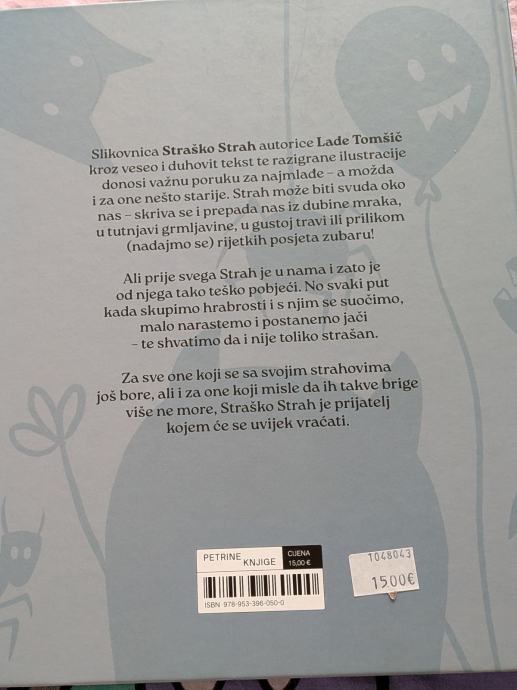 Slikovnica Straško Strah autorice Lade Tomšič
kroz veseo i duhovit tekst te razigrane ilustracije
donosi važnu poruku za najmlađe – a možda
i za one nešto starije. Strah može biti svuda oko
nas – skriva se i prepada nas iz dubine mraka,
u tutnjavi grmljavine, u gustoj travi ili prilikom
(nadajmo se) rijetkih posjeta zubaru!
Ali prije svega Strah je u nama i zato je
od njega tako teško pobjeći. No svaki put
kada skupimo hrabrosti i s njim se suočimo,
malo narastemo i postanemo jači
– te shvatimo da i nije toliko strašan.
Za sve one koji se sa svojim strahovima
još bore, ali i za one koji misle da ih takve brige
više ne more, Straško Strah je prijatelj
kojem će se uvijek vraćati.
PETRINE
KNJIGE
CIJENA
15,00 €
ISBN 978-953-396-050-0
1048043
15,00€